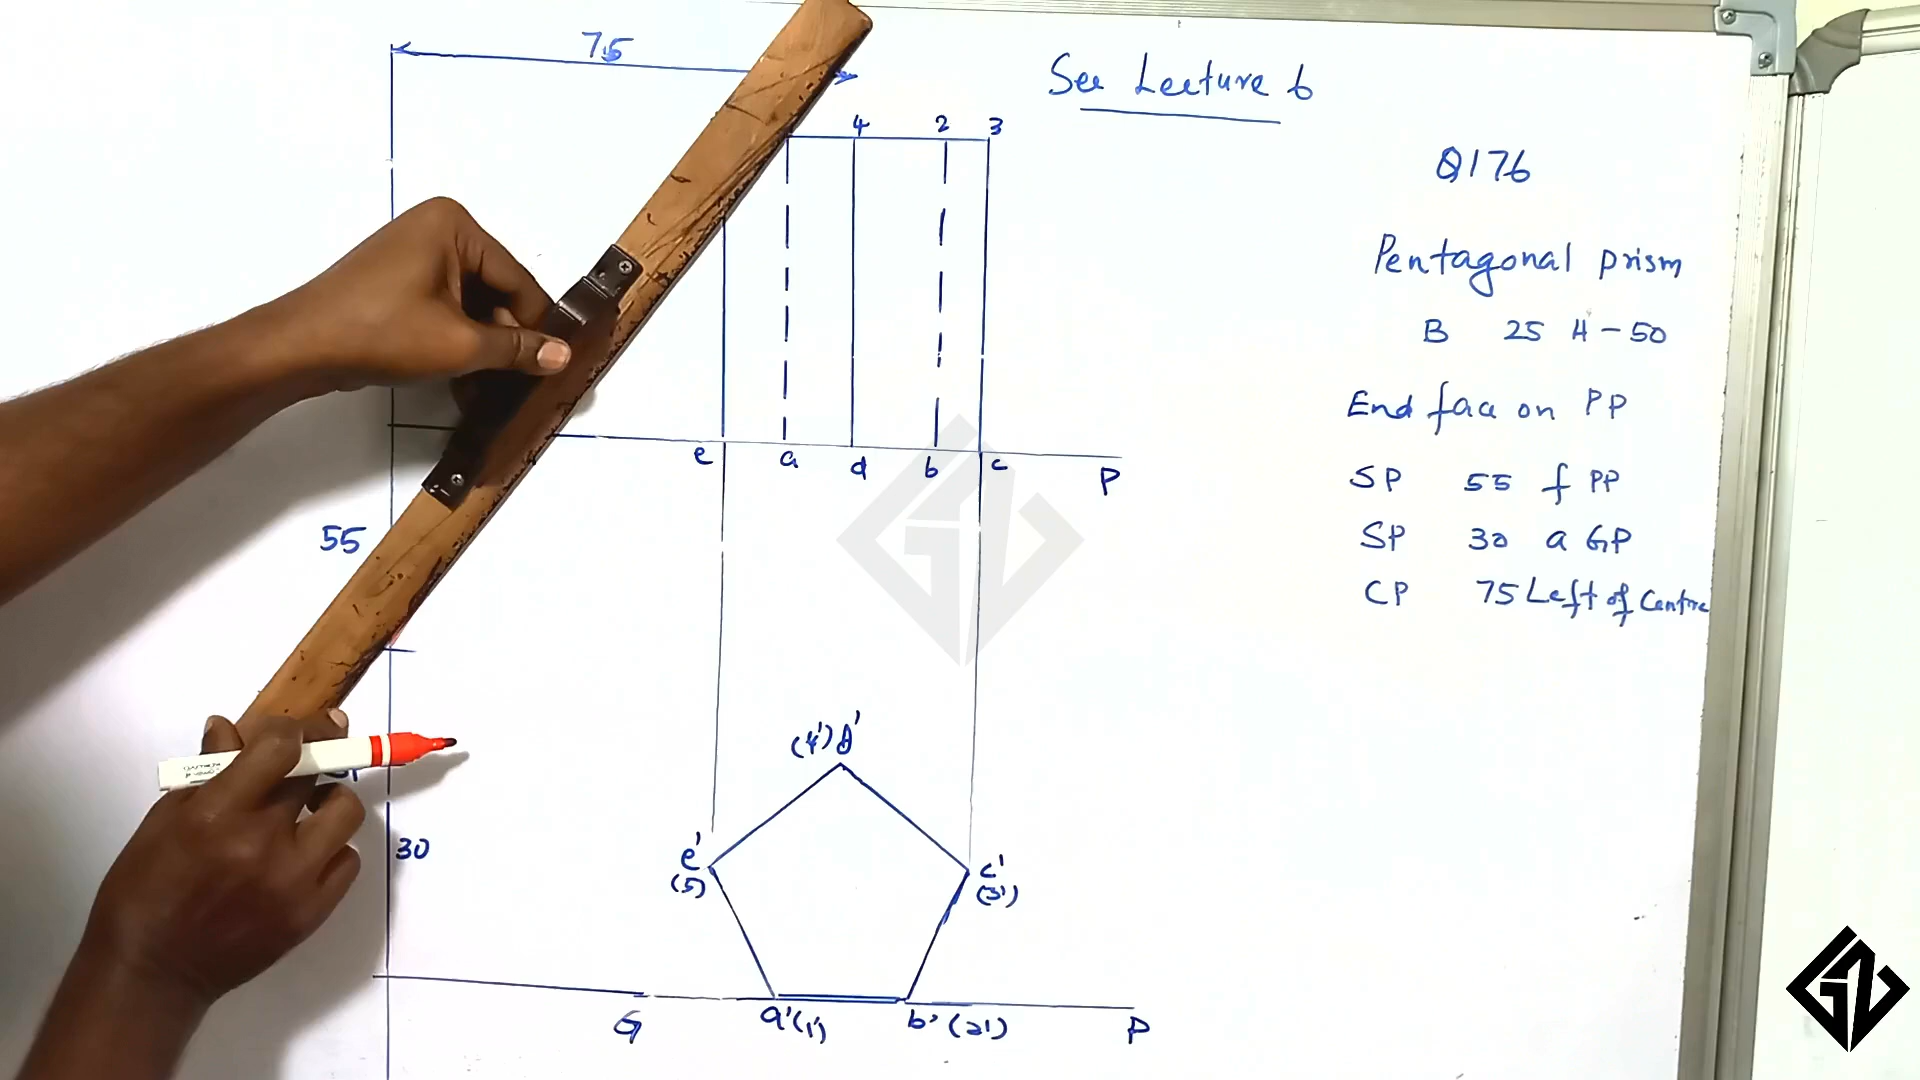 75
See Lecture 6
4 2 3
Q176
Pentagonal prism
B 25 H-50
End face on PP
e a d b c
P
SP 55 f PP
55
SP 30 a GP
CP 75 Left of Centre
(4')d'
30
e'
(5)
c'
(3')
G
a'(1')
b'(2')
P